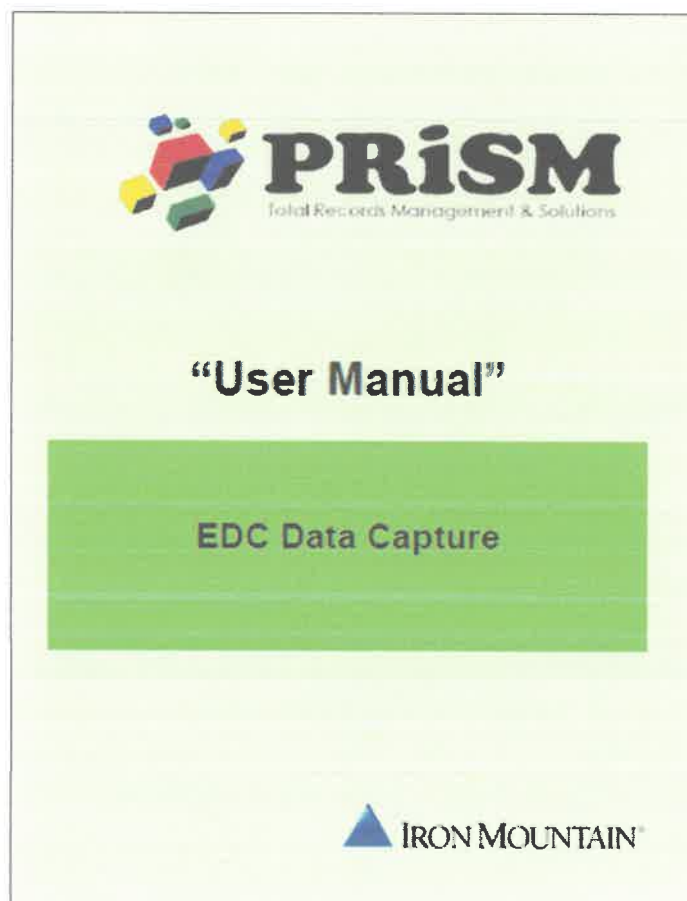 PRiSM
Total Records Management & Solutions
“User Manual”
EDC Data Capture
IRON MOUNTAIN®